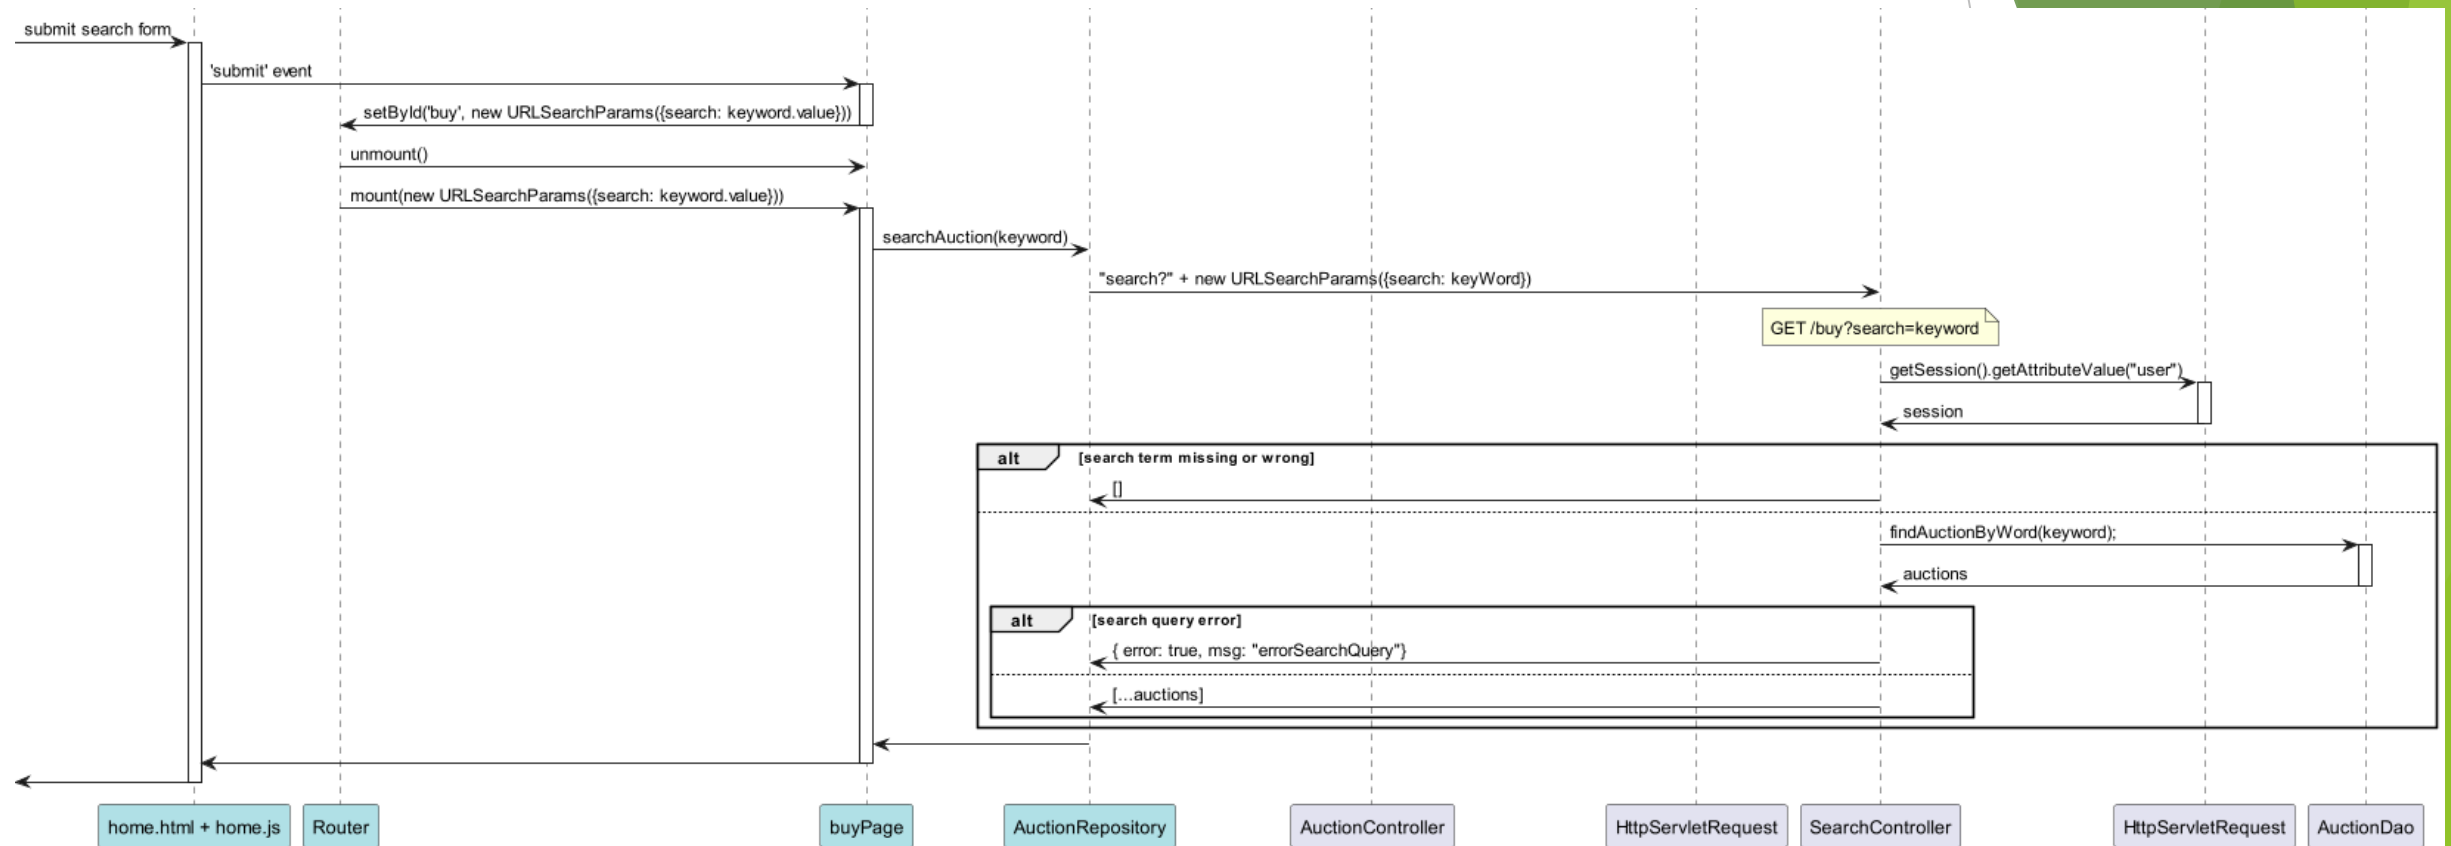 submit search form
'submit' event
setById('buy', new URLSearchParams({search: keyword.value}))
unmount()
mount(new URLSearchParams({search: keyword.value}))
searchAuction(keyword)
"search?" + new URLSearchParams({search: keyWord})
GET /buy?search=keyword
getSession().getAttributeValue("user")
session
alt [search term missing or wrong]
[]
findAuctionByWord(keyword);
auctions
alt [search query error]
{ error: true, msg: "errorSearchQuery"}
[...auctions]
home.html + home.js Router buyPage AuctionRepository AuctionController HttpServletRequest SearchController HttpServletRequest AuctionDao